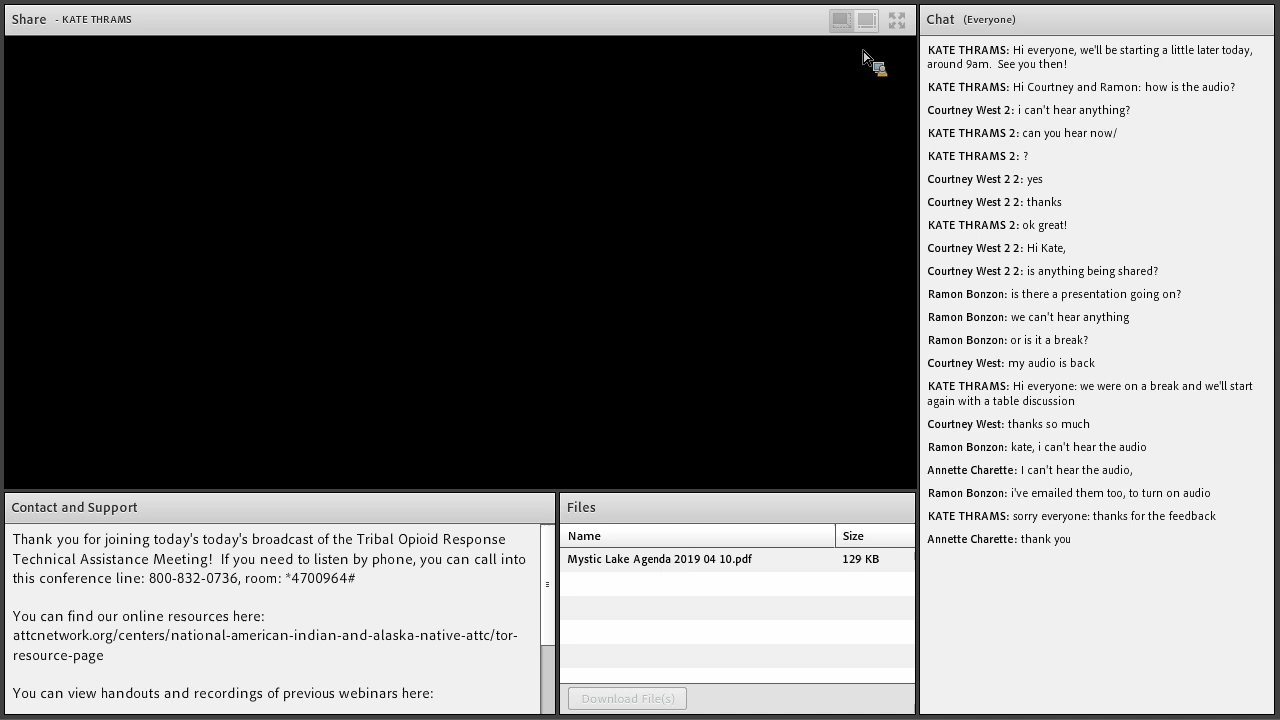 Share - KATE THRAMS
Chat (Everyone)
KATE THRAMS: Hi everyone, we'll be starting a little later today,
around 9am.  See you then!
KATE THRAMS: Hi Courtney and Ramon: how is the audio?
Courtney West 2: i can't hear anything?
KATE THRAMS 2: can you hear now/
KATE THRAMS 2: ?
Courtney West 2 2: yes
Courtney West 2 2: thanks
KATE THRAMS 2: ok great!
Courtney West 2 2: Hi Kate,
Courtney West 2 2: is anything being shared?
Ramon Bonzon: is there a presentation going on?
Ramon Bonzon: we can't hear anything
Ramon Bonzon: or is it a break?
Courtney West: my audio is back
KATE THRAMS: Hi everyone: we were on a break and we'll start
again with a table discussion
Courtney West: thanks so much
Ramon Bonzon: kate, i can't hear the audio
Annette Charette: I can't hear the audio,
Ramon Bonzon: i've emailed them too, to turn on audio
KATE THRAMS: sorry everyone: thanks for the feedback
Annette Charette: thank you
Contact and Support
Thank you for joining today's today's broadcast of the Tribal Opioid Response
Technical Assistance Meeting!  If you need to listen by phone, you can call into
this conference line: 800-832-0736, room: *4700964#
You can find our online resources here:
attcnetwork.org/centers/national-american-indian-and-alaska-native-attc/tor-
resource-page
You can view handouts and recordings of previous webinars here:
Files
Name Size
Mystic Lake Agenda 2019 04 10.pdf 129 KB
Download File(s)